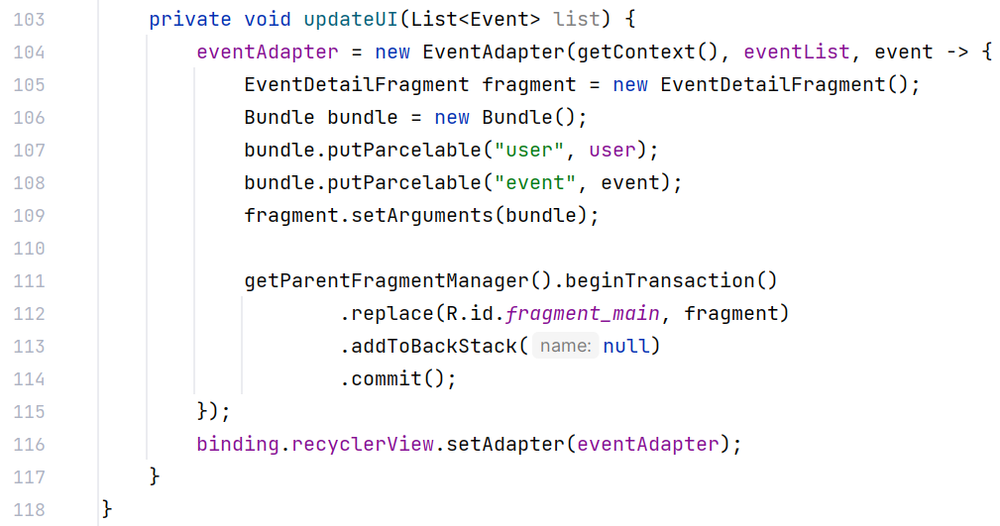 103 private void updateUI(List<Event> list) {
104 eventAdapter = new EventAdapter(getContext(), eventList, event -> {
105 EventDetailFragment fragment = new EventDetailFragment();
106 Bundle bundle = new Bundle();
107 bundle.putParcelable("user", user);
108 bundle.putParcelable("event", event);
109 fragment.setArguments(bundle);
110
111 getParentFragmentManager().beginTransaction()
112 .replace(R.id.fragment_main, fragment)
113 .addToBackStack( name: null)
114 .commit();
115 });
116 binding.recyclerView.setAdapter(eventAdapter);
117 }
118 }